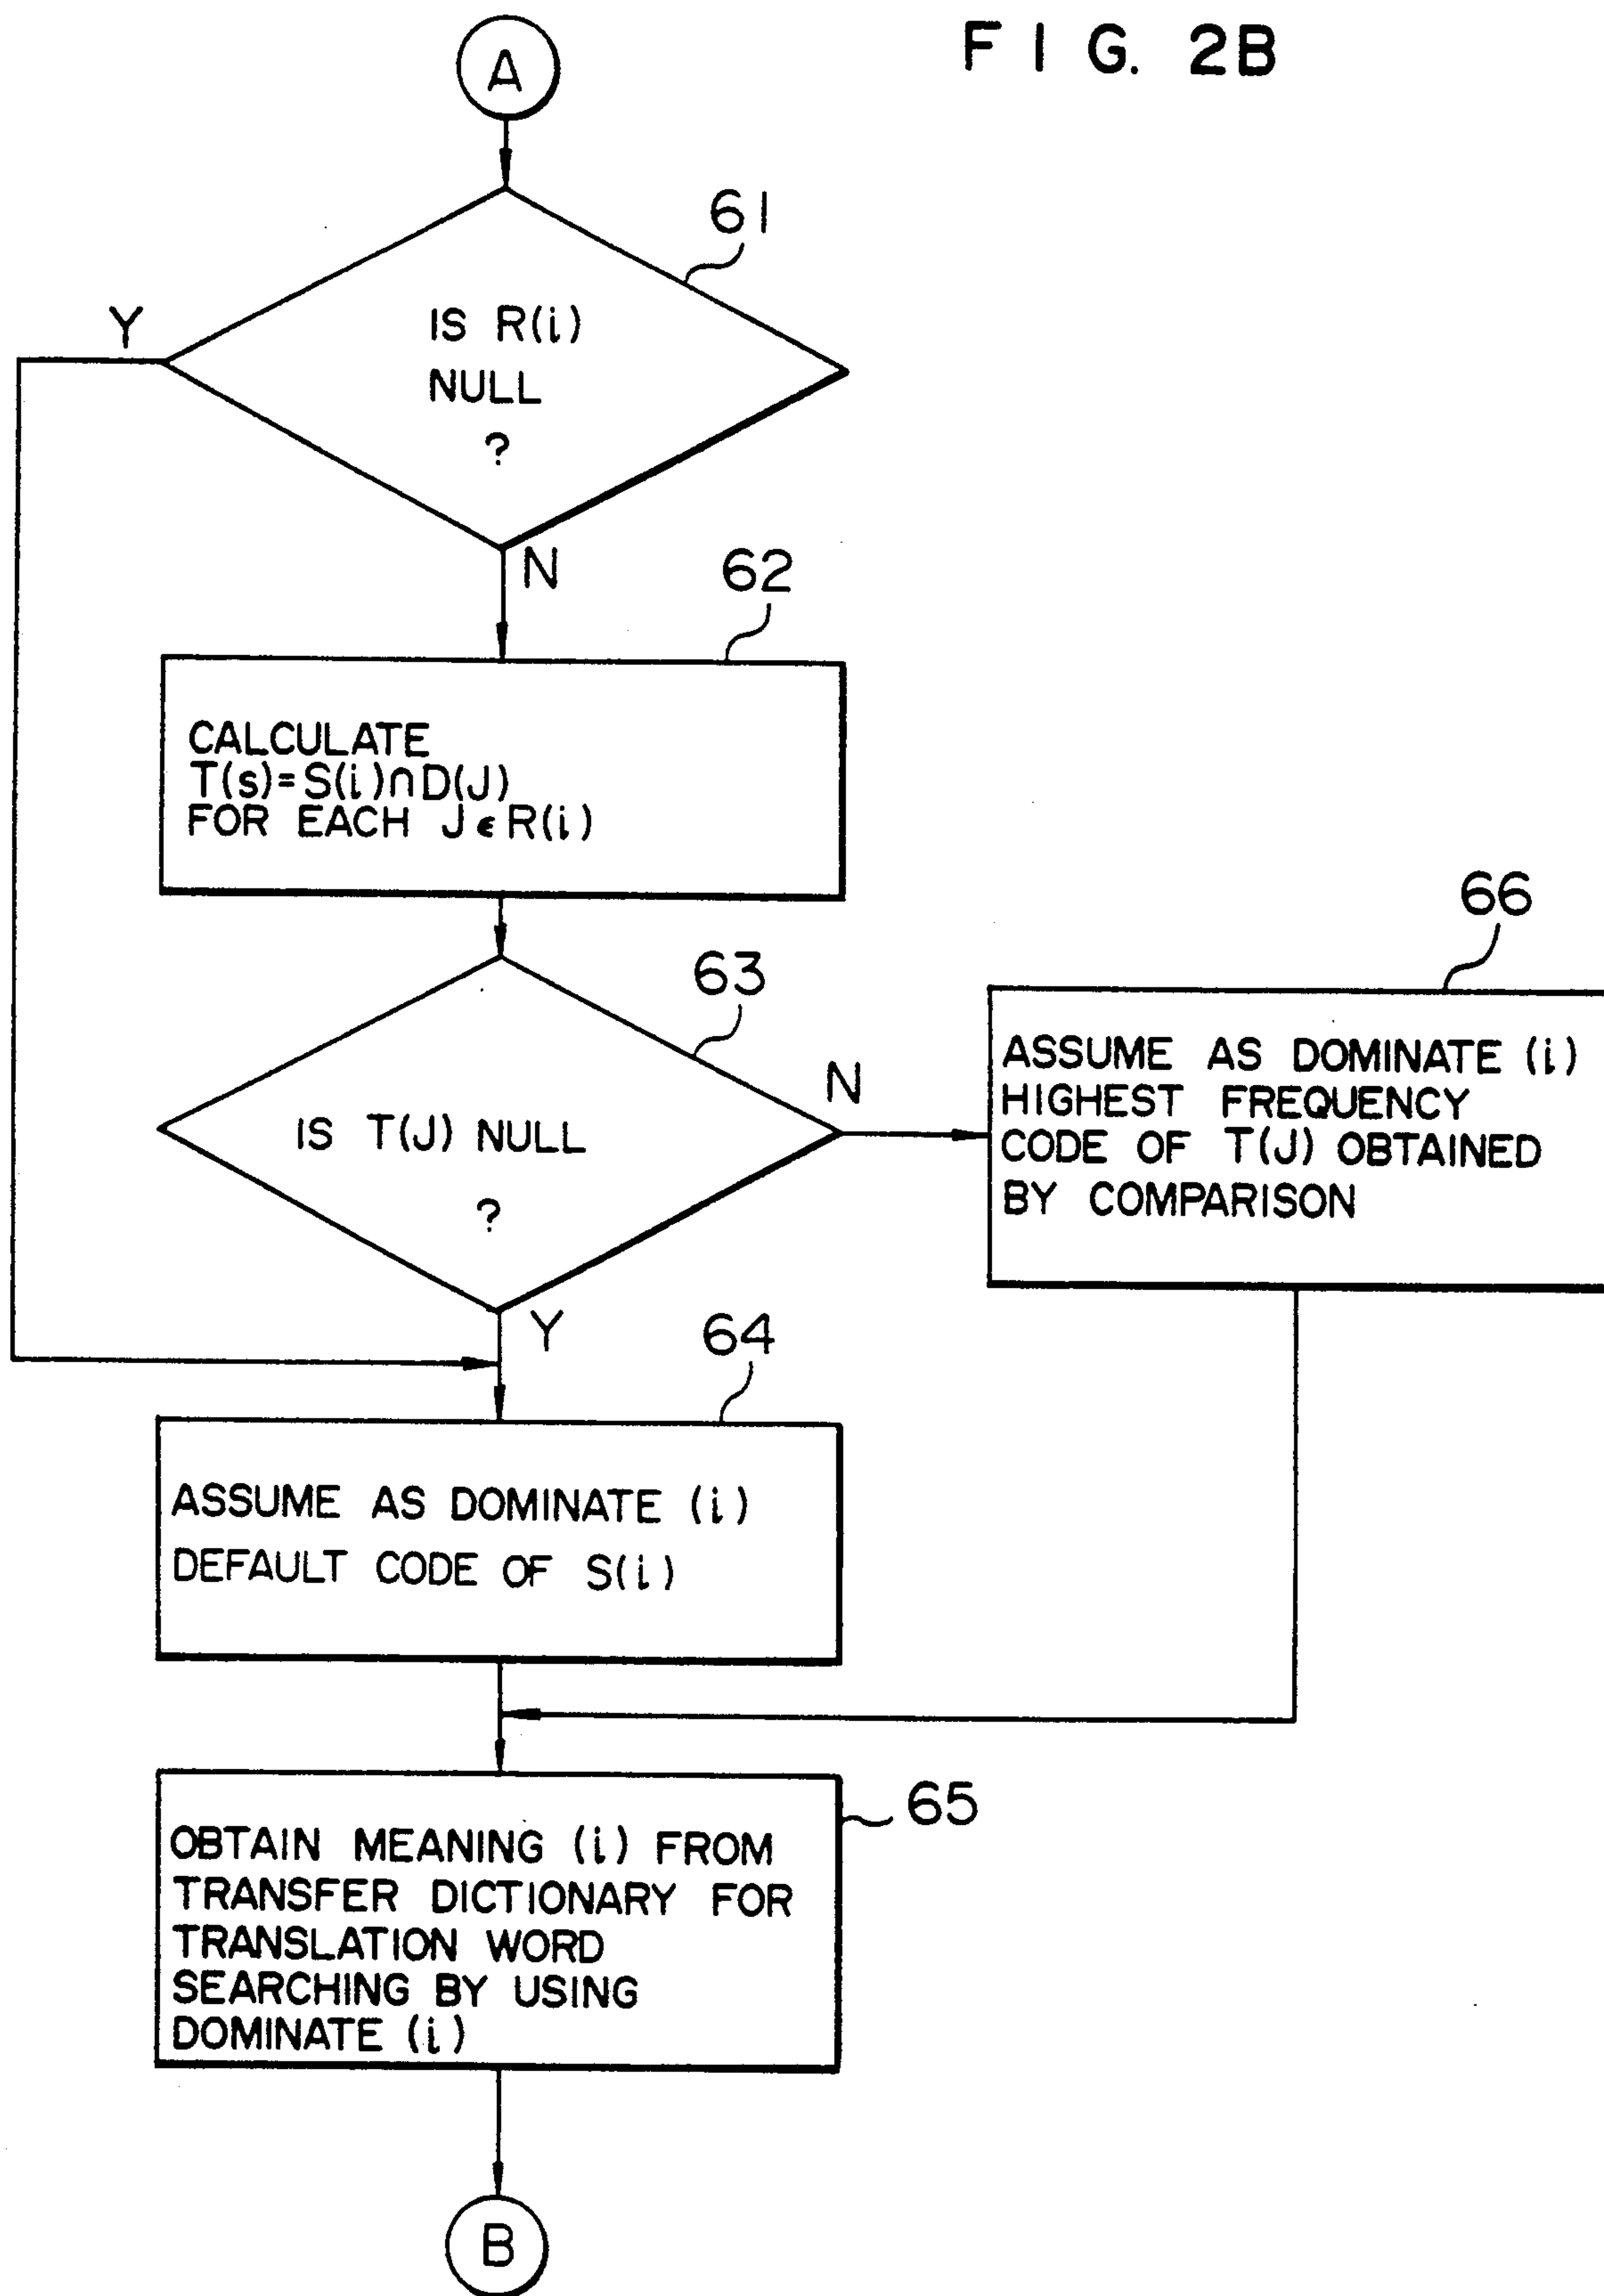 FIG. 2B
A
61
Y
IS R(i)
NULL
?
N
62
CALCULATE
T(s)=S(i)∩D(J)
FOR EACH J∈R(i)
63
IS T(J) NULL
?
N
66
ASSUME AS DOMINATE (i)
HIGHEST FREQUENCY
CODE OF T(J) OBTAINED
BY COMPARISON
Y
64
ASSUME AS DOMINATE (i)
DEFAULT CODE OF S(i)
65
OBTAIN MEANING (i) FROM
TRANSFER DICTIONARY FOR
TRANSLATION WORD
SEARCHING BY USING
DOMINATE (i)
B